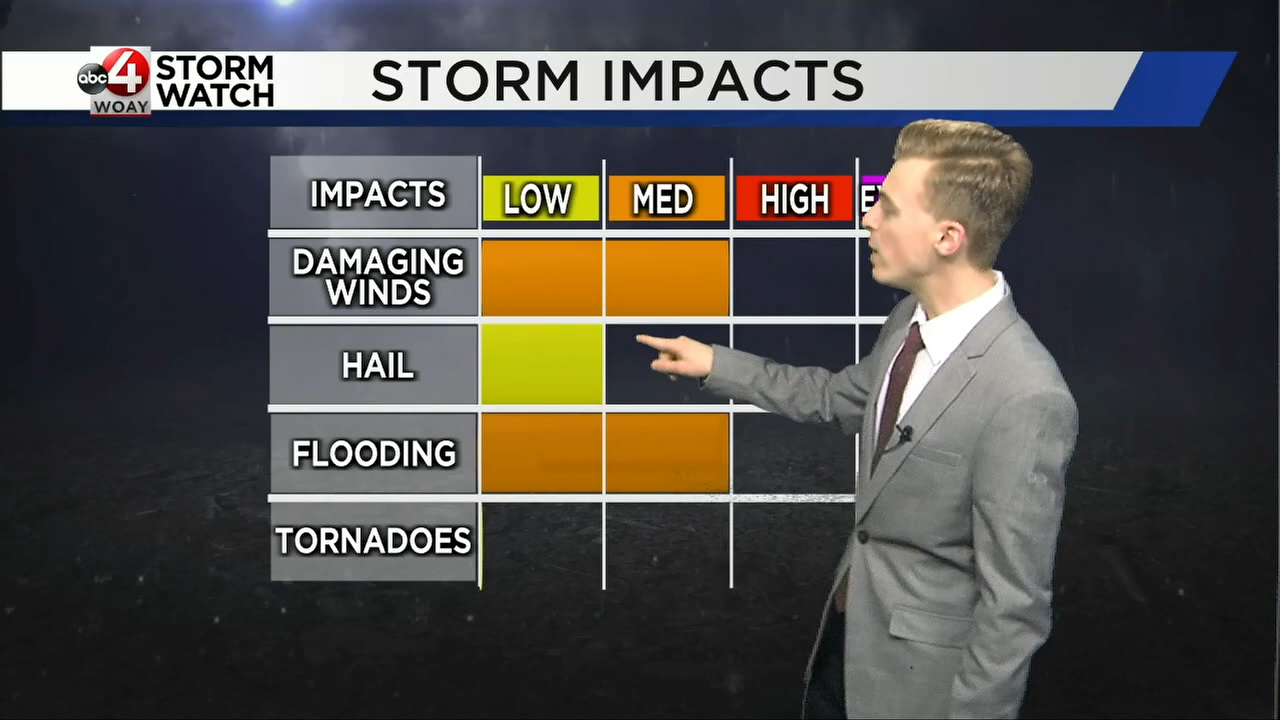 abc 4
WOAY
STORM
WATCH
STORM IMPACTS
IMPACTS LOW MED HIGH
DAMAGING
WINDS
HAIL
FLOODING
TORNADOES